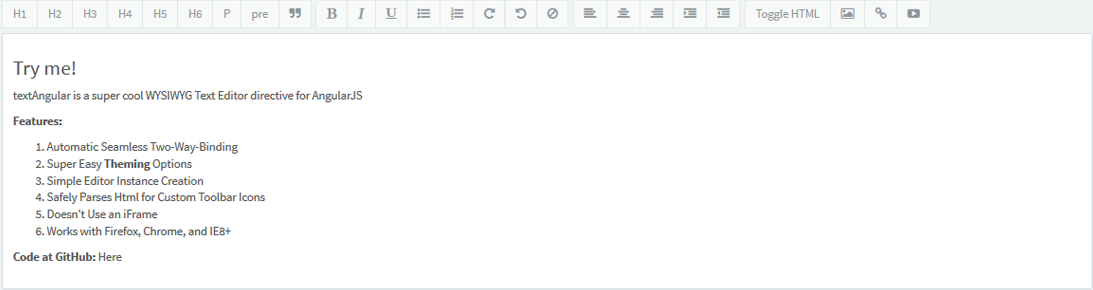 H1 H2 H3 H4 H5 H6 P pre ❞ B I U Toggle HTML
Try me!
textAngular is a super cool WYSIWYG Text Editor directive for AngularJS
Features:
1. Automatic Seamless Two-Way-Binding
2. Super Easy Theming Options
3. Simple Editor Instance Creation
4. Safely Parses Html for Custom Toolbar Icons
5. Doesn't Use an iFrame
6. Works with Firefox, Chrome, and IE8+
Code at GitHub: Here